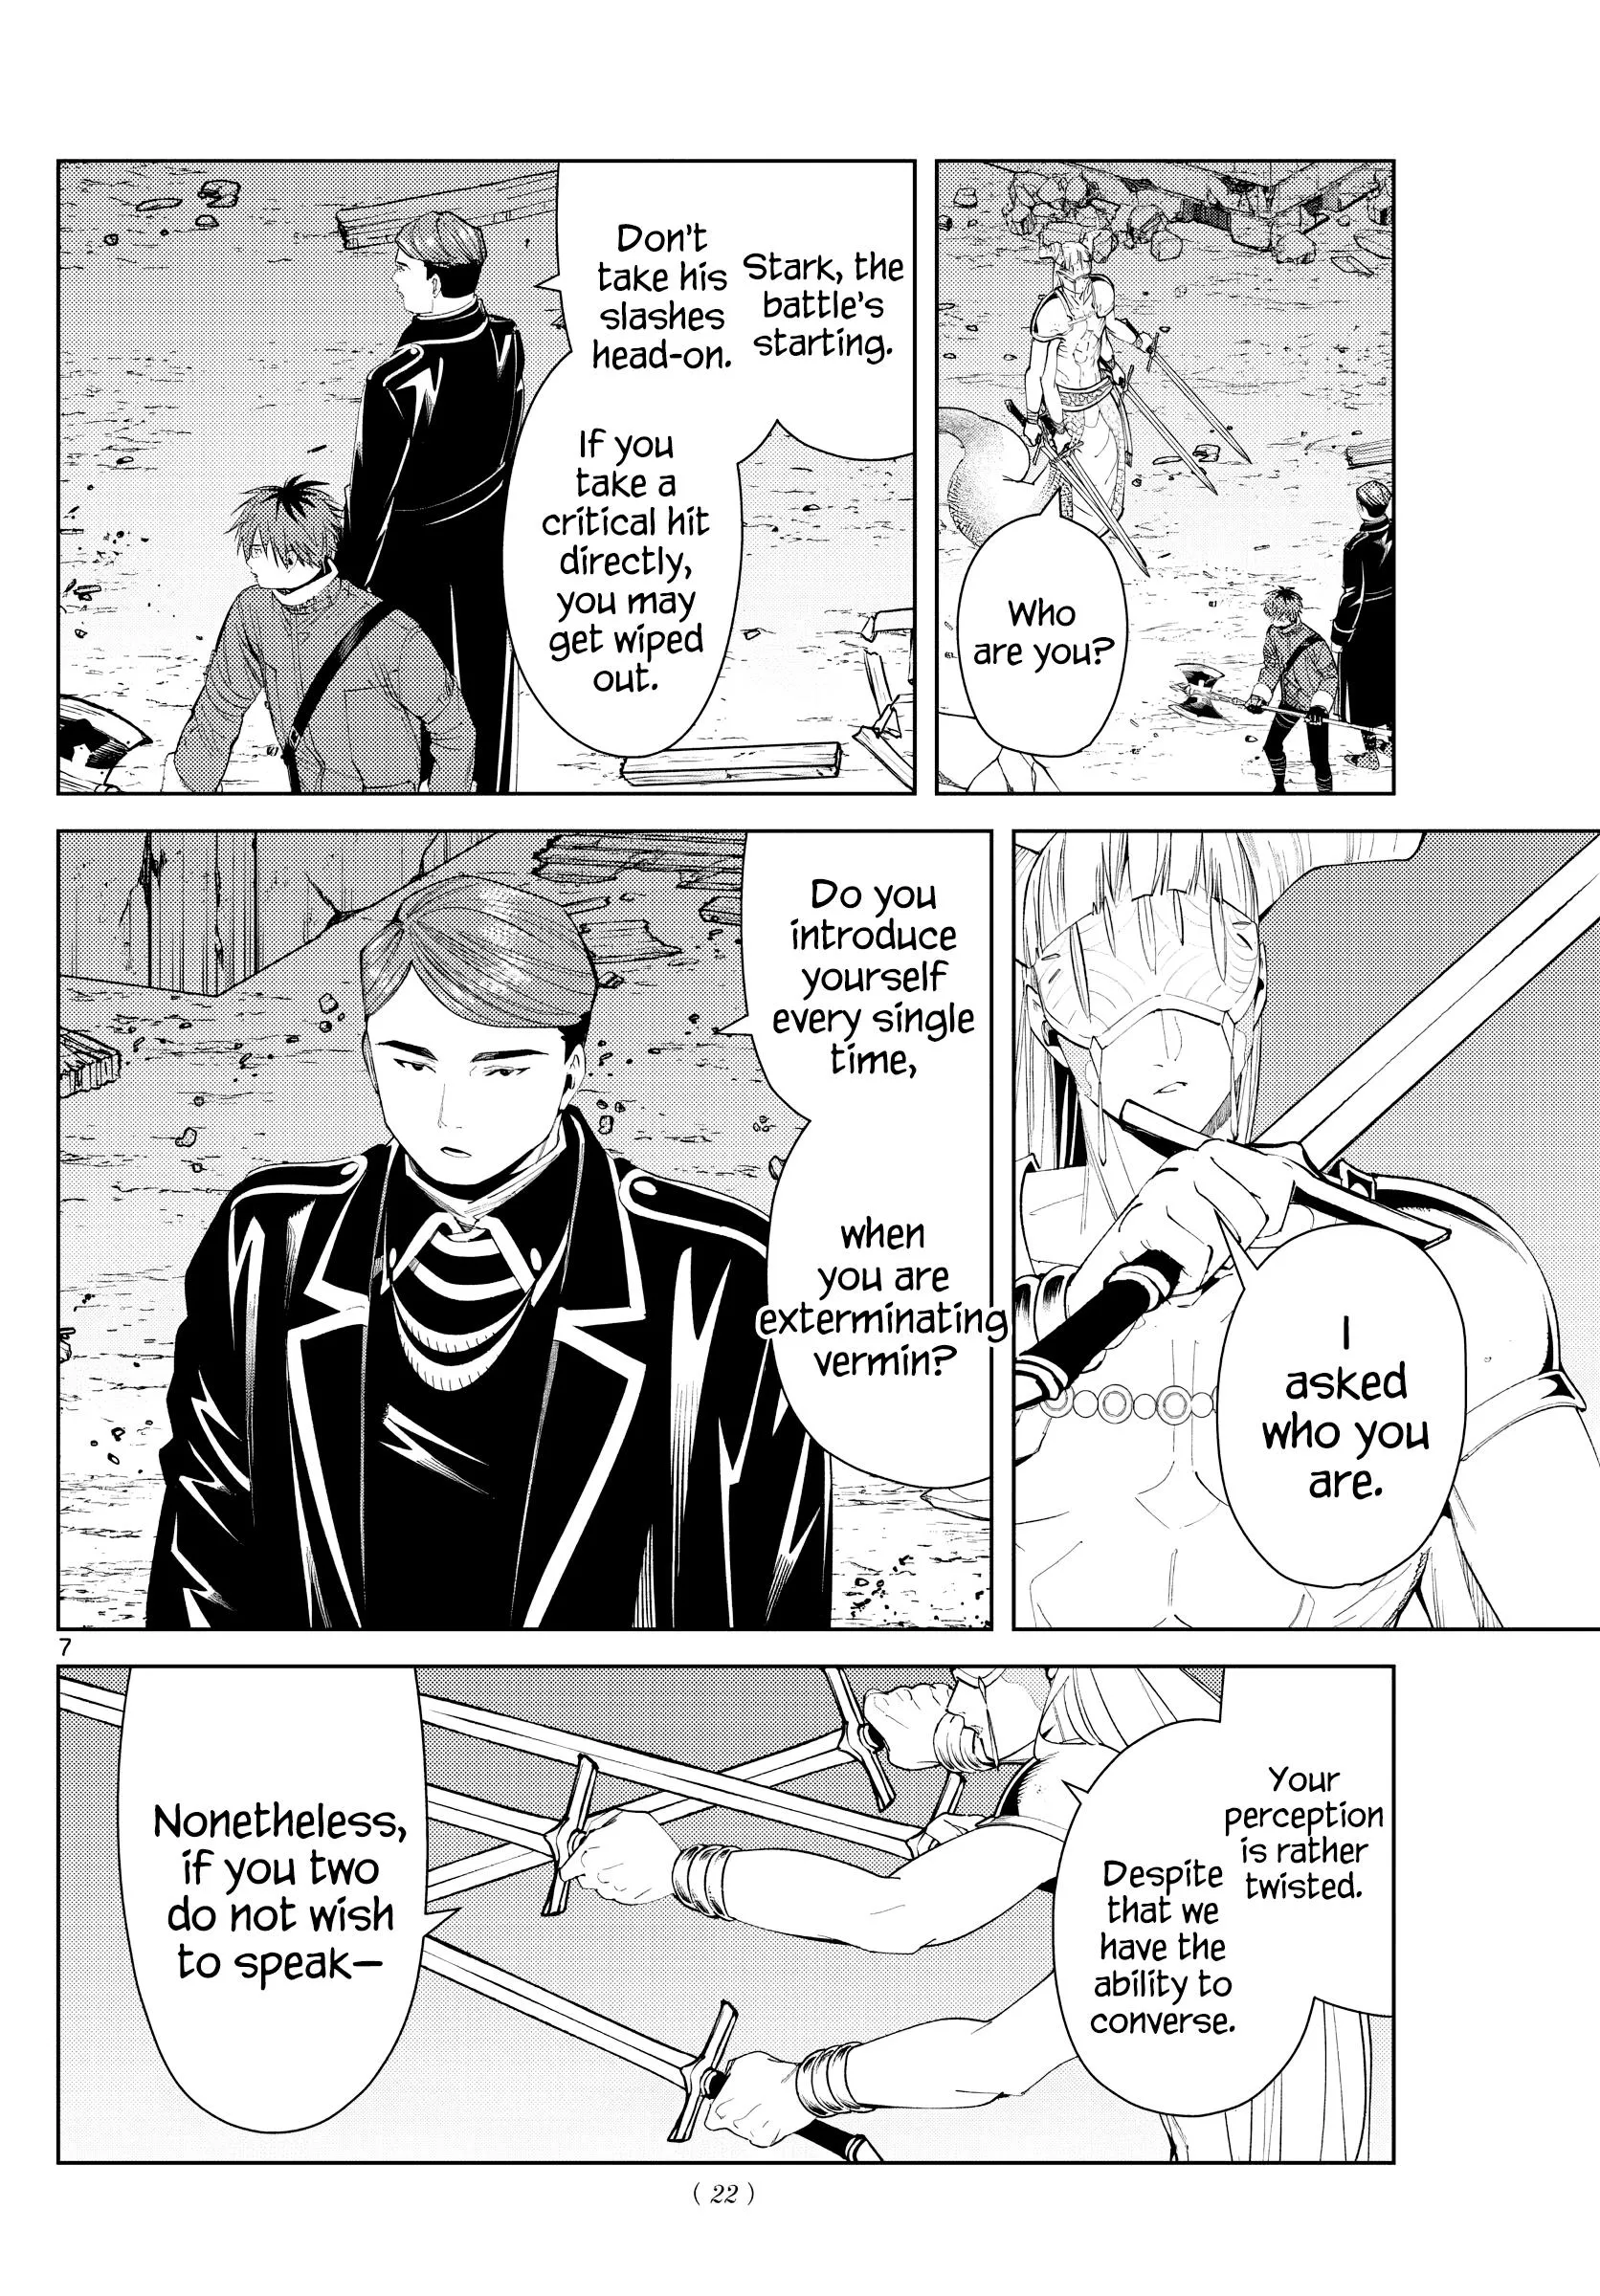 Who
are you?
Stark, the
battle's
starting.
Don't
take his
slashes
head-on.
If you
take a
critical hit
directly,
you may
get wiped
out.
I
asked
who you
are.
Do you
introduce
yourself
every single
time,
when
you are
exterminating
vermin?
7
Your
perception
is rather
twisted.
Despite
that we
have the
ability to
converse.
Nonetheless,
if you two
do not wish
to speak—
( 22 )